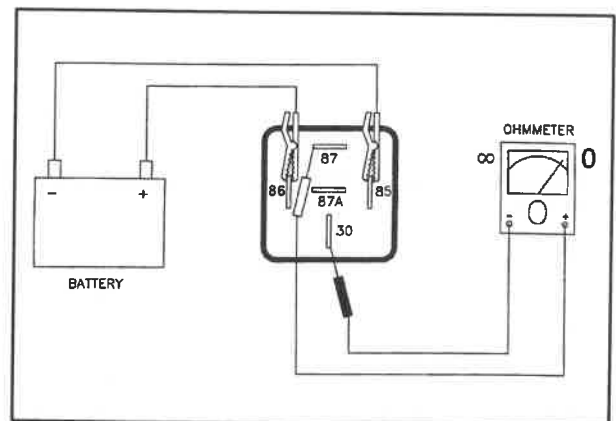 OHMMETER
∞ 0
- +
- +
BATTERY
87
86 87A 85
30